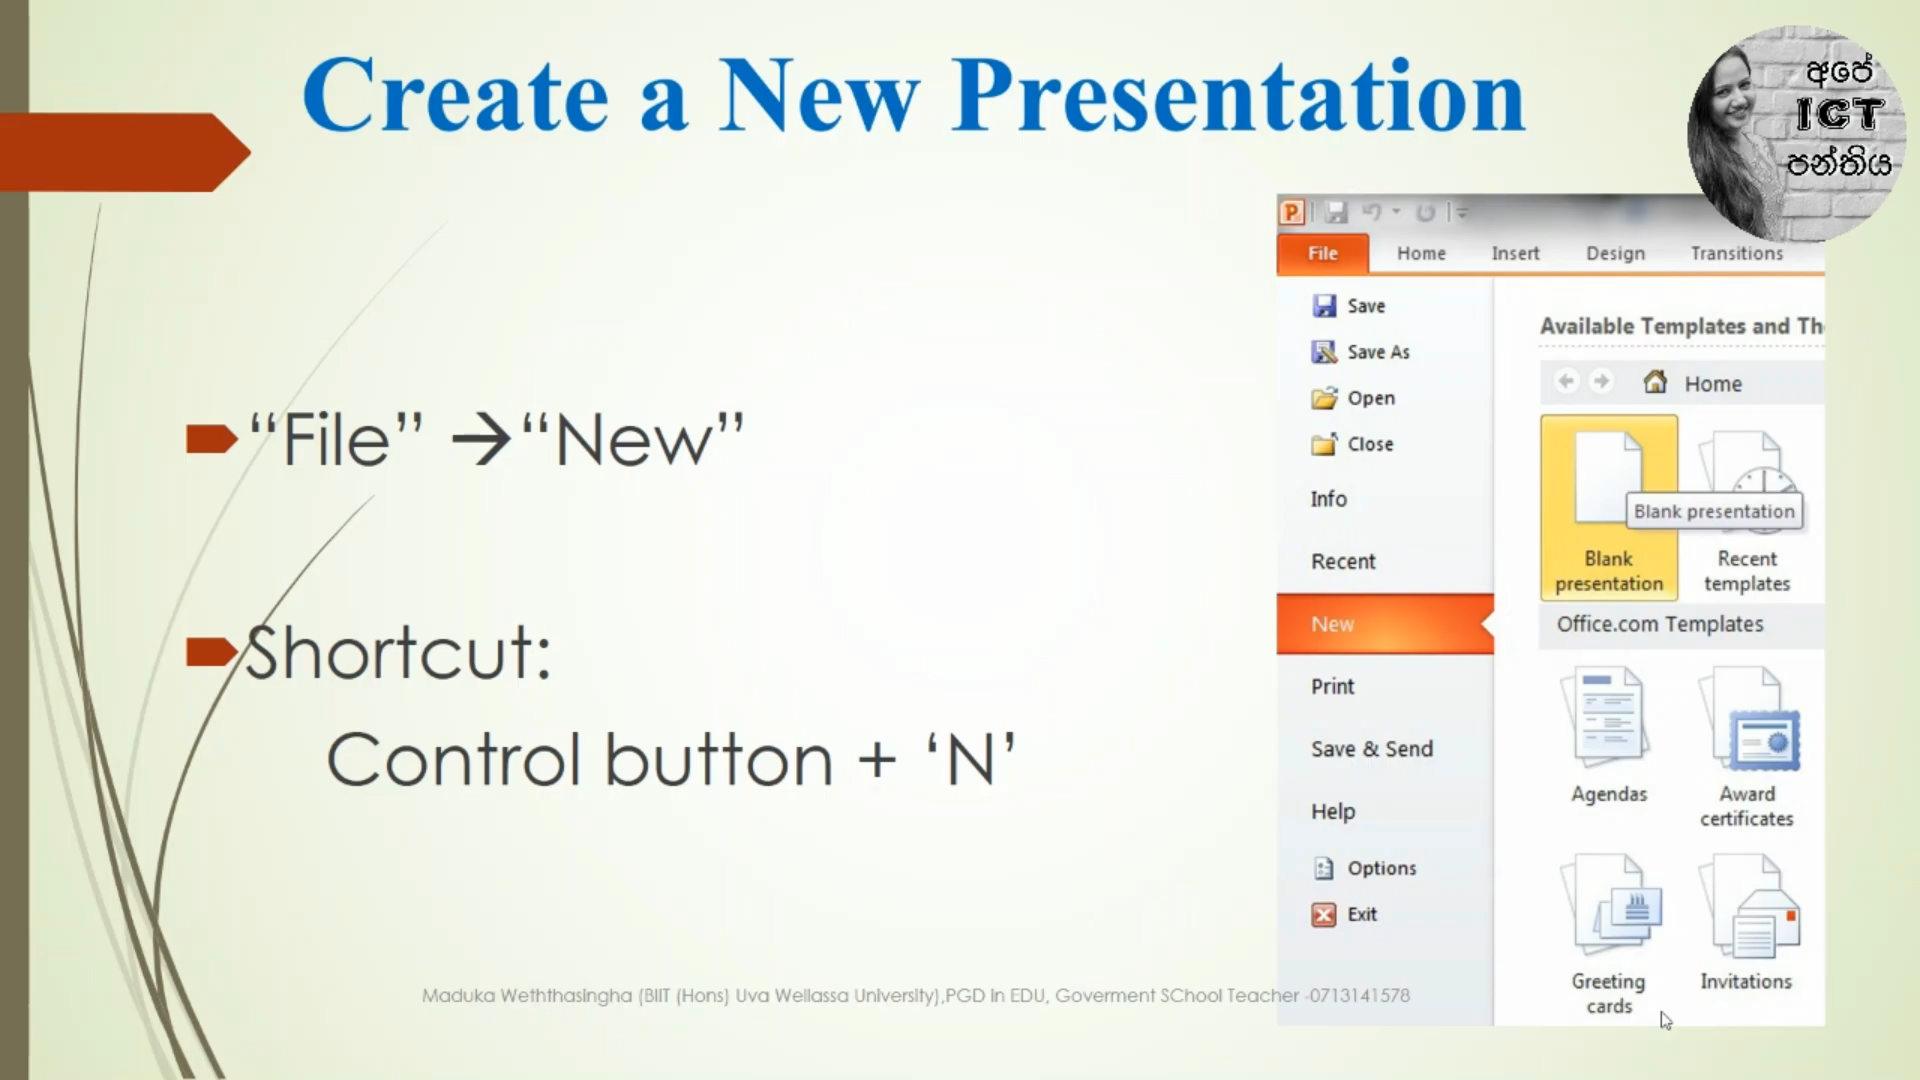 Create a New Presentation
අපේ
ICT
පන්තිය
“File” →“New”
Shortcut:
Control button + ‘N’
P
File Home Insert Design Transitions
Save
Save As
Open
Close
Info
Recent
New
Print
Save & Send
Help
Options
Exit
Available Templates and Th
Home
Blank presentation
Blank
presentation
Recent
templates
Office.com Templates
Agendas
Award
certificates
Greeting
cards
Invitations
Maduka Weththasingha (BIIT (Hons) Uva Wellassa University),PGD in EDU, Goverment SChool Teacher -0713141578